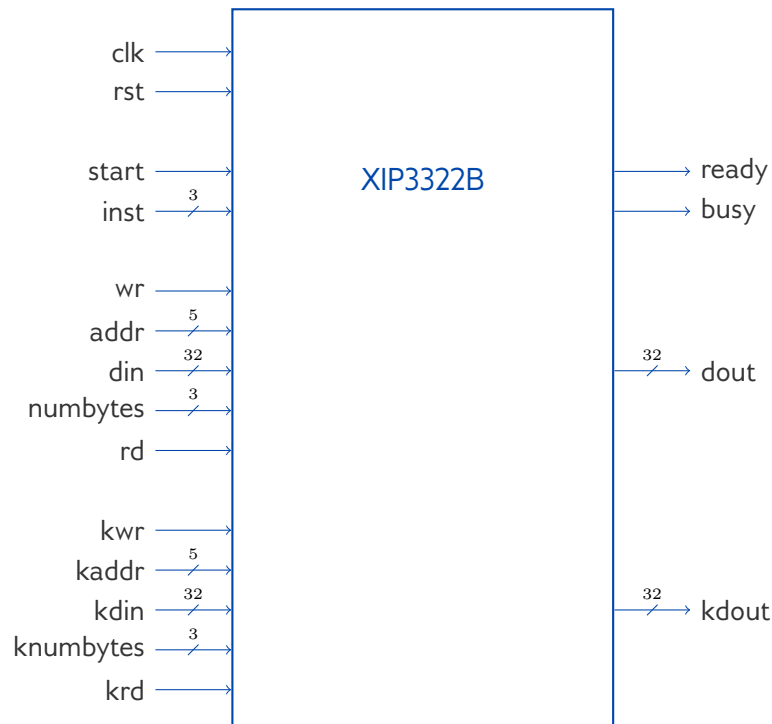 clk
rst
start
XIP3322B
ready
3
inst
busy
wr
5
addr
32
din
32
dout
3
numbytes
rd
kwr
5
kaddr
32
kdin
32
kdout
3
knumbytes
krd